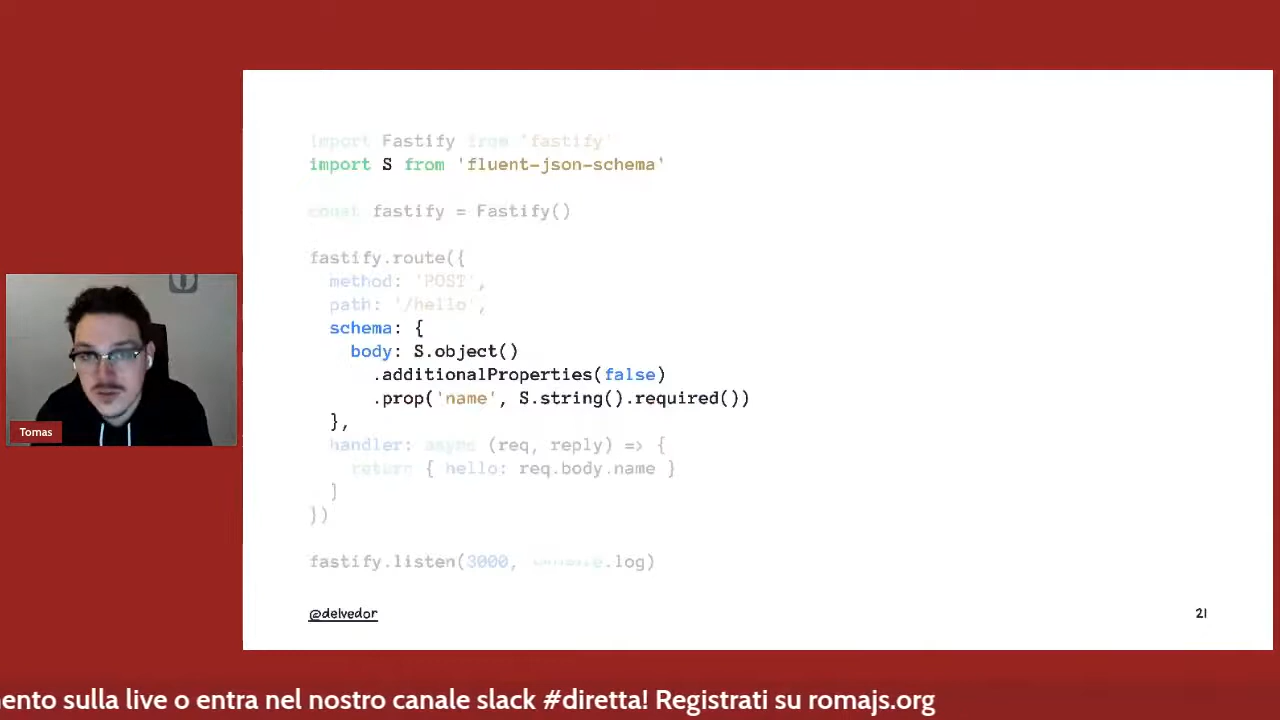 import Fastify from 'fastify'
import S from 'fluent-json-schema'
const fastify = Fastify()
fastify.route({
method: 'POST',
path: '/hello',
schema: {
body: S.object()
.additionalProperties(false)
.prop('name', S.string().required())
},
handler: async (req, reply) => {
return { hello: req.body.name }
}
})
fastify.listen(3000, console.log)
@delvedor
21
Tomas
sulla live o entra nel nostro canale slack #diretta! Registrati su romajs.org